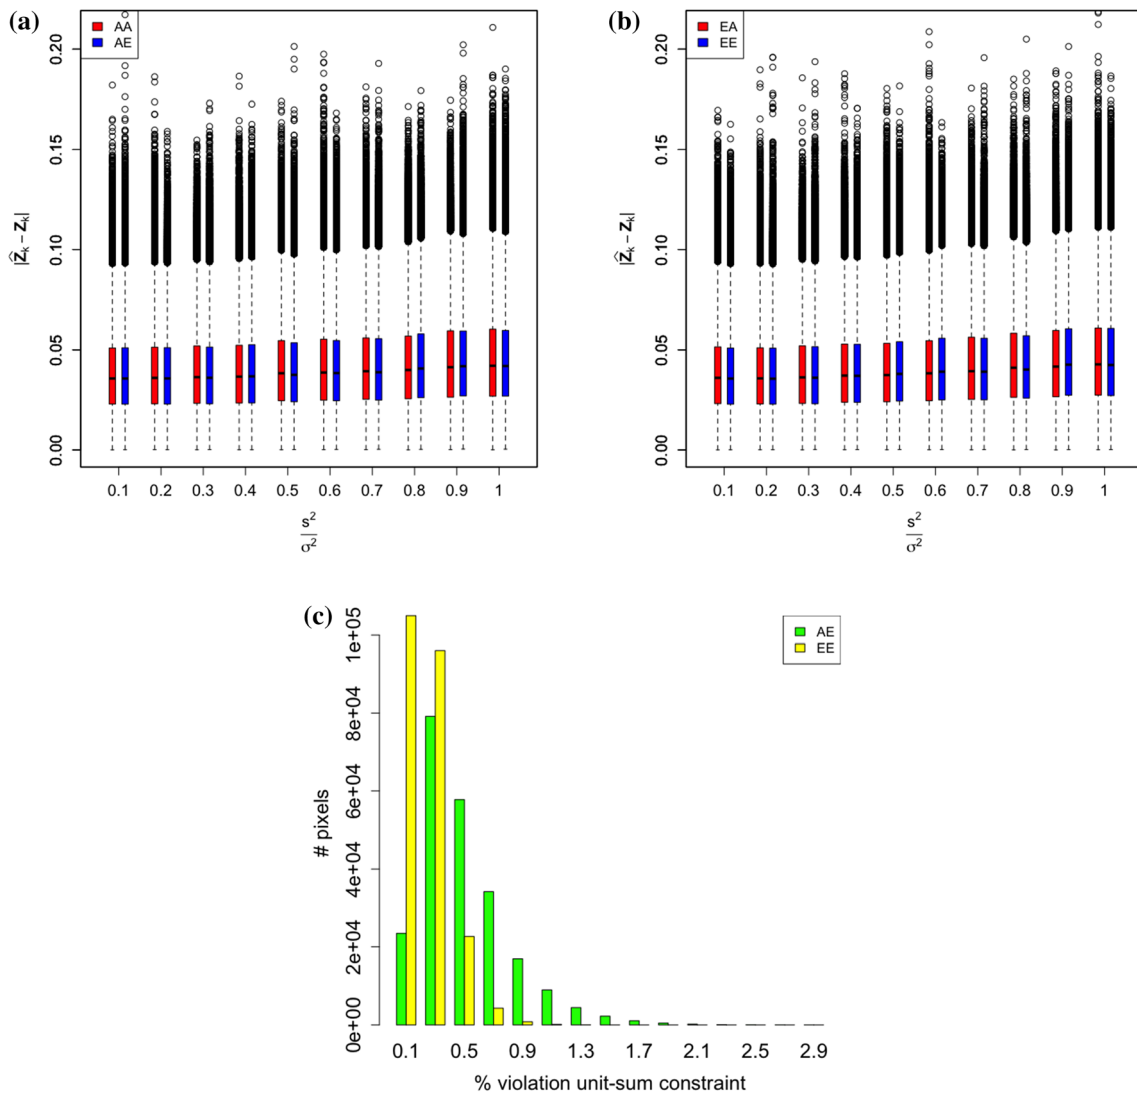 (a)
AA
AE
0.20
0.15
0.10
0.05
0.00
|Ẑk − Zk|
0.1 0.2 0.3 0.4 0.5 0.6 0.7 0.8 0.9 1
s²
σ²
(b)
EA
EE
0.20
0.15
0.10
0.05
0.00
|Ẑk − Zk|
0.1 0.2 0.3 0.4 0.5 0.6 0.7 0.8 0.9 1
s²
σ²
(c)
AE
EE
1e+05
8e+04
6e+04
4e+04
2e+04
0e+00
# pixels
0.1 0.5 0.9 1.3 1.7 2.1 2.5 2.9
% violation unit-sum constraint